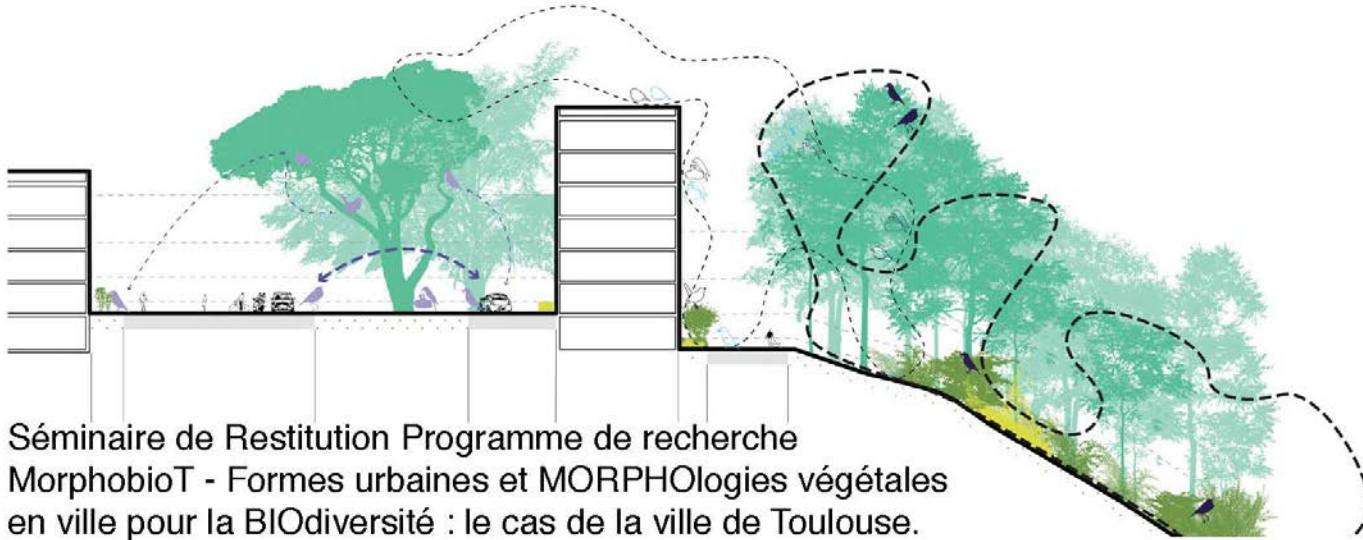 Séminaire de Restitution Programme de recherche
MorphobioT - Formes urbaines et MORPHOlogies végétales
en ville pour la BIOdiversité : le cas de la ville de Toulouse.